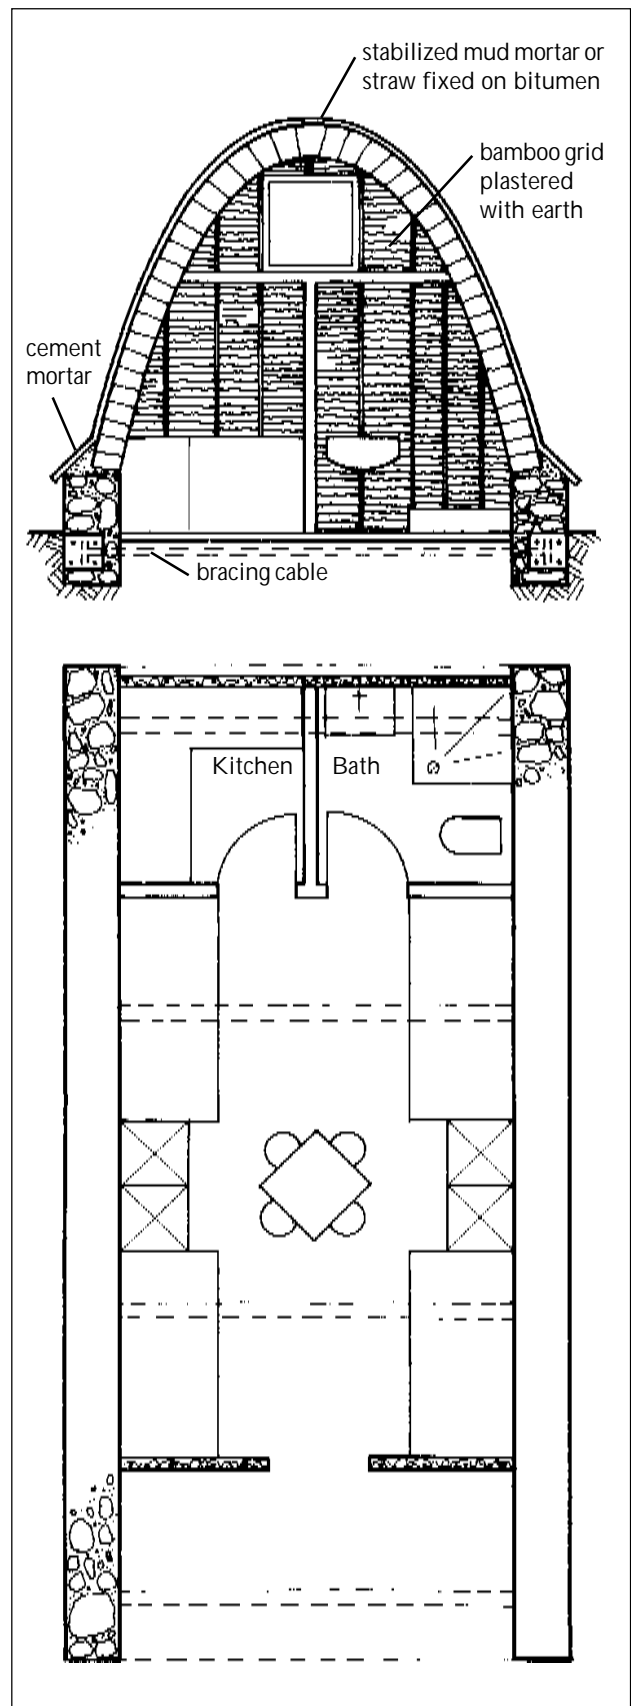 stabilized mud mortar or
straw fixed on bitumen
bamboo grid
plastered
with earth
cement
mortar
bracing cable
Kitchen
Bath